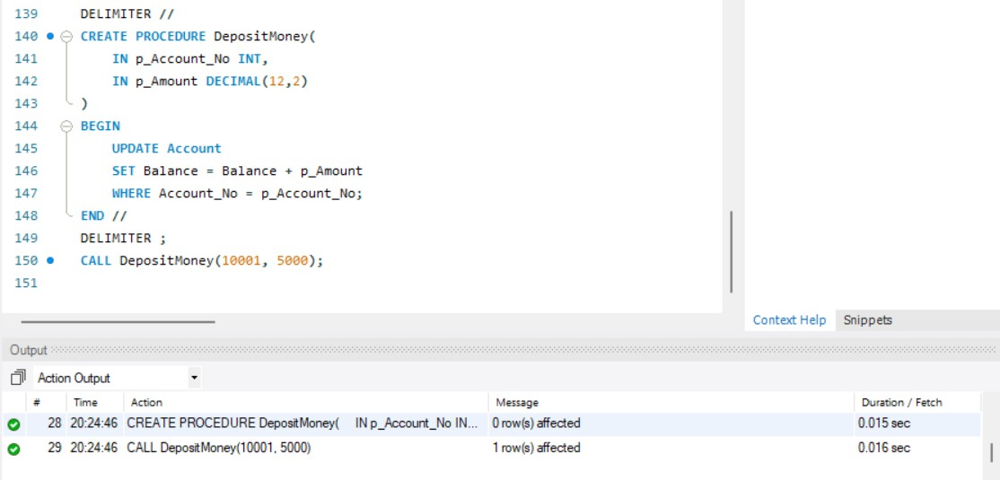 139 DELIMITER //
140 CREATE PROCEDURE DepositMoney(
141 IN p_Account_No INT,
142 IN p_Amount DECIMAL(12,2)
143 )
144 BEGIN
145 UPDATE Account
146 SET Balance = Balance + p_Amount
147 WHERE Account_No = p_Account_No;
148 END //
149 DELIMITER ;
150 CALL DepositMoney(10001, 5000);
151
Context Help Snippets
Output
Action Output
# Time Action Message Duration / Fetch
28 20:24:46 CREATE PROCEDURE DepositMoney( IN p_Account_No IN... 0 row(s) affected 0.015 sec
29 20:24:46 CALL DepositMoney(10001, 5000) 1 row(s) affected 0.016 sec